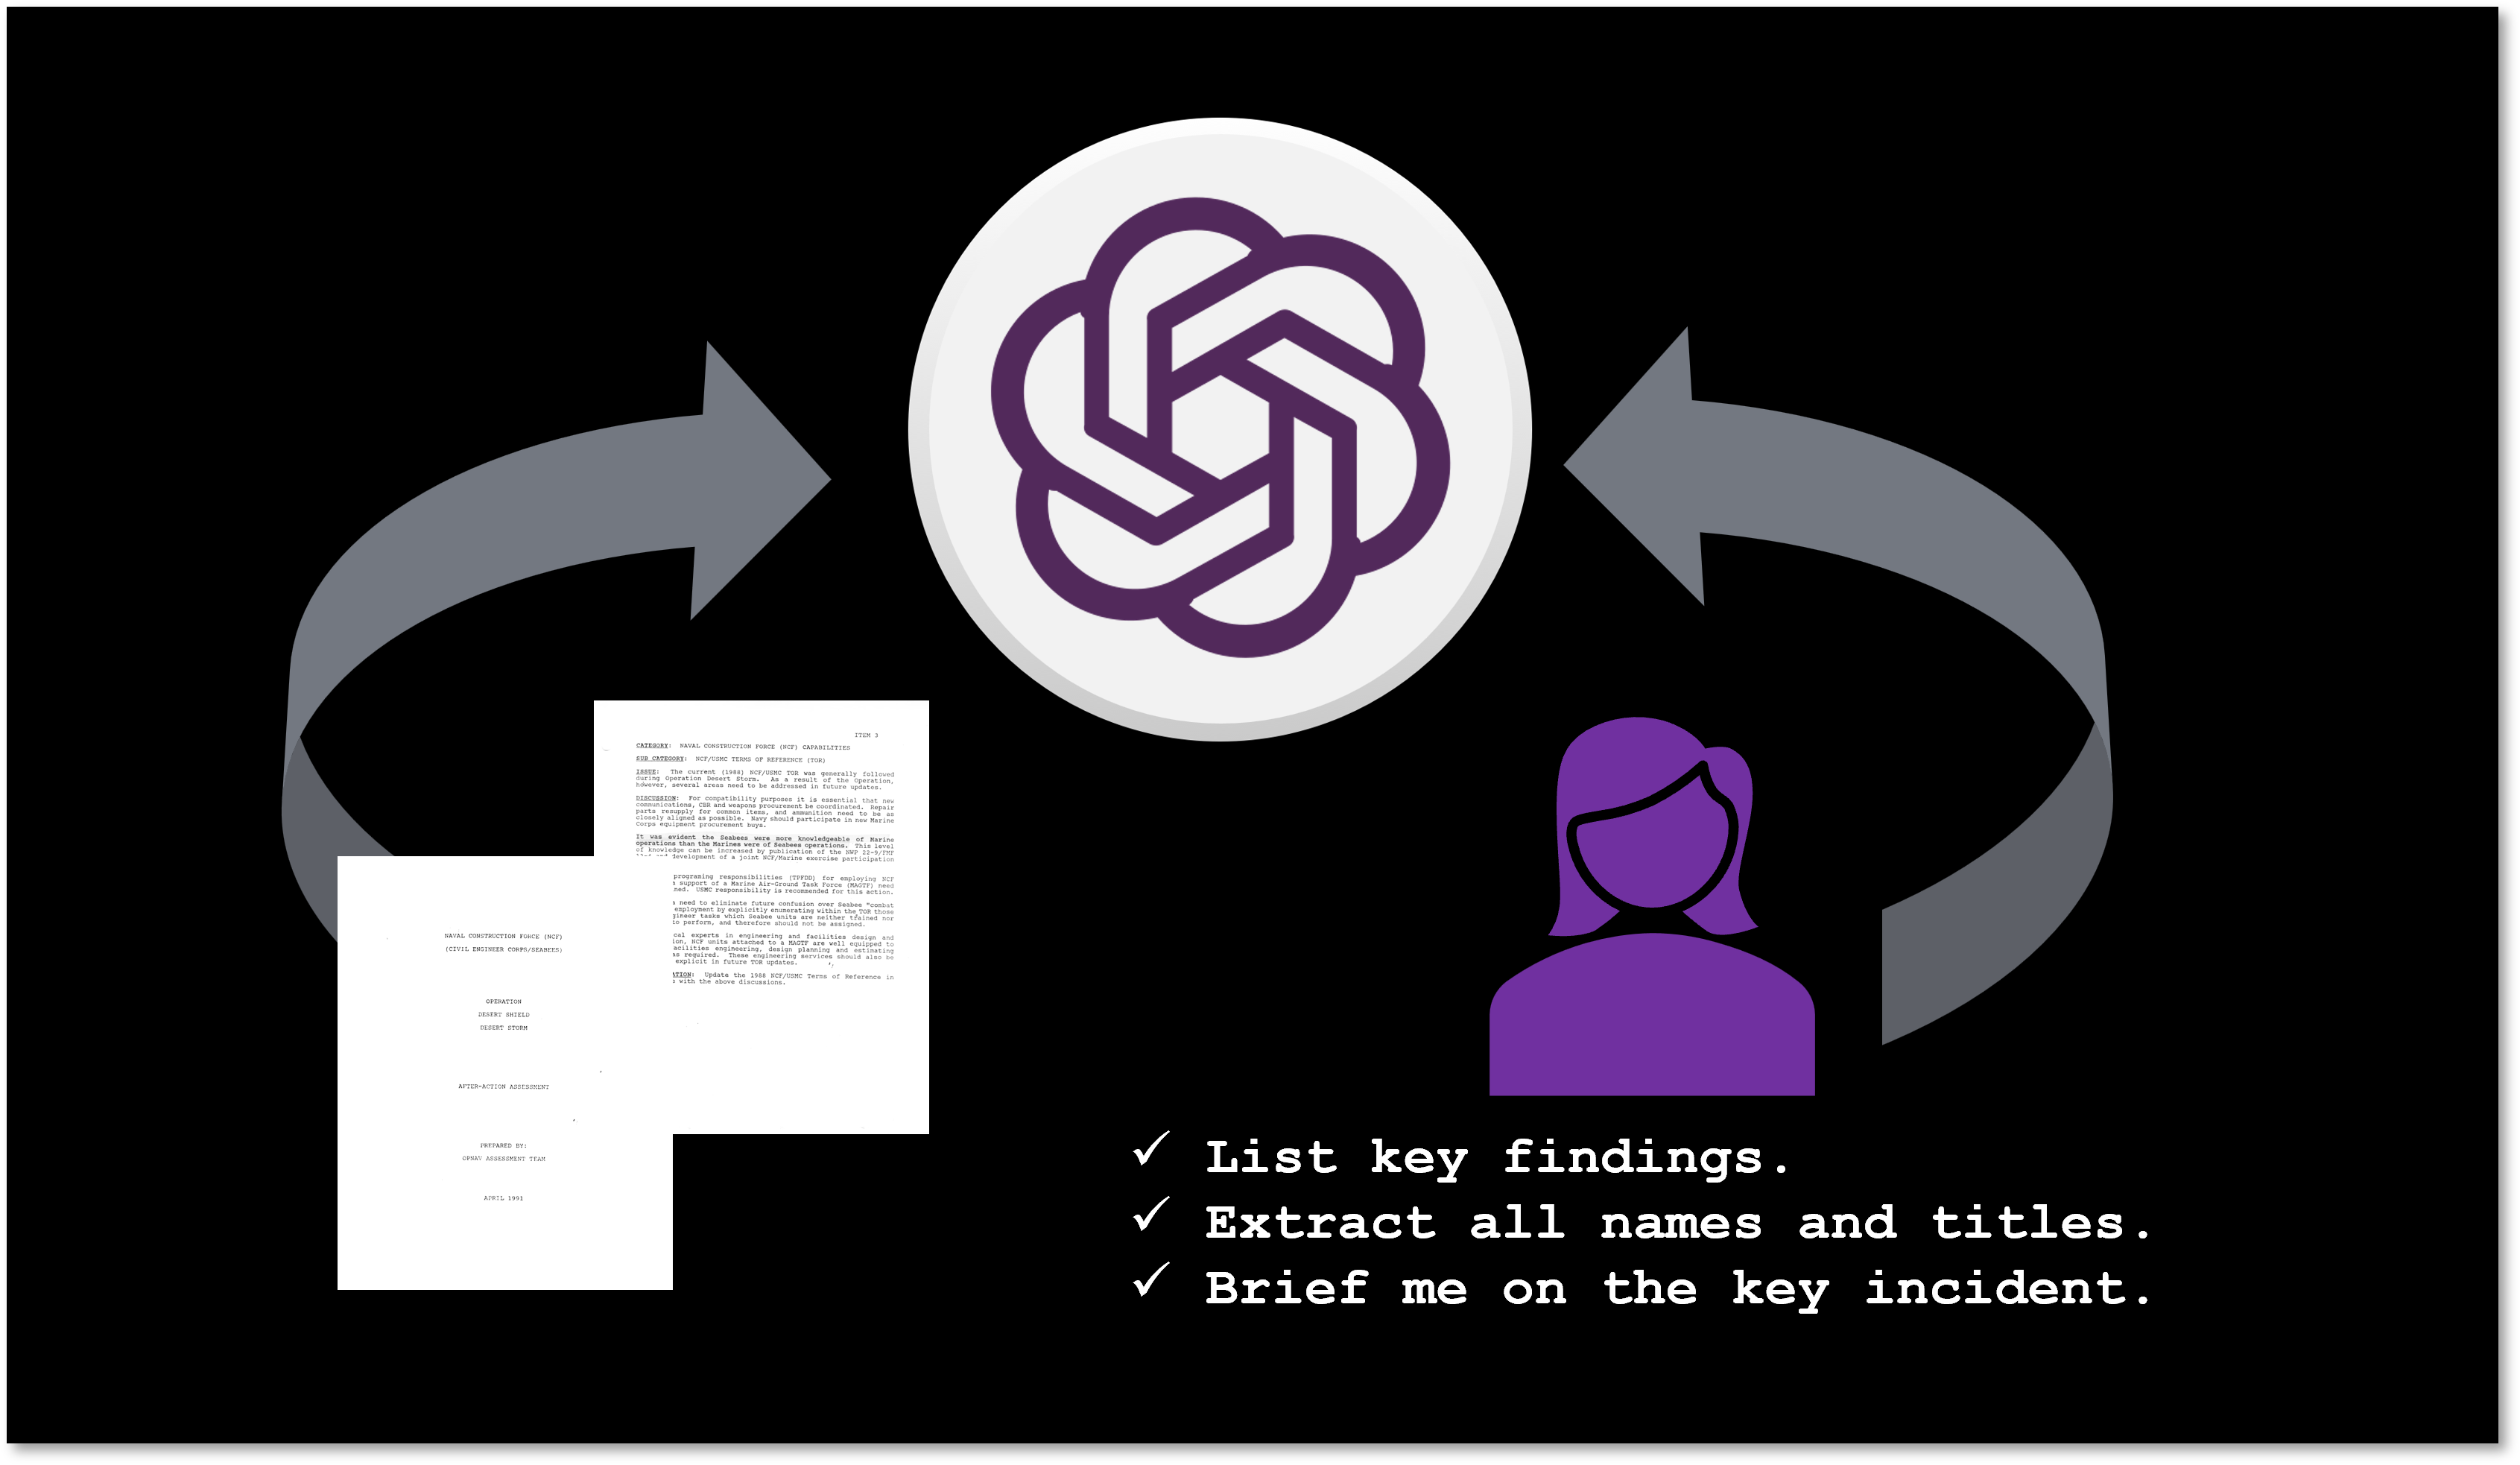 ITEM 3
CATEGORY: NAVAL CONSTRUCTION FORCE (NCF) CAPABILITIES
SUB CATEGORY: NCF/USMC TERMS OF REFERENCE (TOR)
ISSUE: The current (1988) NCF/USMC TOR was generally followed
during Operation Desert Storm. As a result of the Operation,
however, several areas need to be addressed in future updates.
DISCUSSION: For compatibility purposes it is essential that new
communications, CBR and weapons procurement be coordinated. Repair
parts resupply for common items, and ammunition need to be as
closely aligned as possible. Navy should participate in new Marine
Corps equipment procurement buys.
It was evident the Seabees were more knowledgeable of Marine
operations than the Marines were of Seabees operations. This level
of knowledge can be increased by publication of the NWP 22-9/FMF
and development of a joint NCF/Marine exercise participation
programing responsibilities (TPFDD) for employing NCF
support of a Marine Air-Ground Task Force (MAGTF) need
ned. USMC responsibility is recommended for this action.
need to eliminate future confusion over Seabee "combat
employment by explicitly enumerating within the TOR those
gineer tasks which Seabee units are neither trained nor
to perform, and therefore should not be assigned.
cal experts in engineering and facilities design and
ion, NCF units attached to a MAGTF are well equipped to
acilities engineering, design planning and estimating
as required. These engineering services should also be
explicit in future TOR updates.
TION: Update the 1988 NCF/USMC Terms of Reference in
with the above discussions.
NAVAL CONSTRUCTION FORCE (NCF)
(CIVIL ENGINEER CORPS/SEABEES)
OPERATION
DESERT SHIELD
DESERT STORM
AFTER-ACTION ASSESSMENT
PREPARED BY:
OPNAV ASSESSMENT TEAM
APRIL 1991
✓ List key findings.
✓ Extract all names and titles.
✓ Brief me on the key incident.